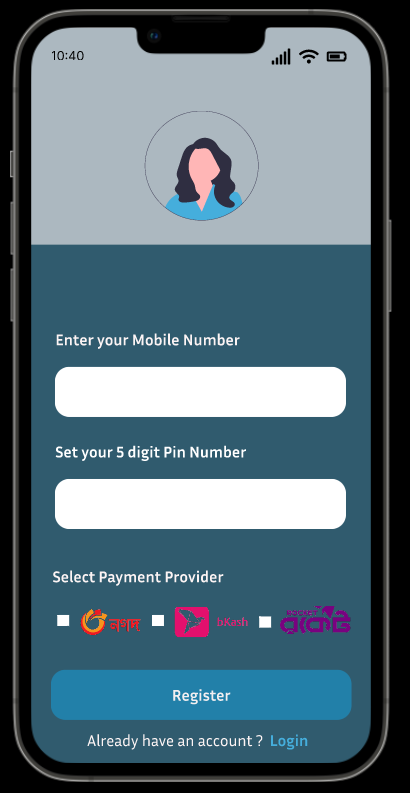 10:40
Enter your Mobile Number
Set your 5 digit Pin Number
Select Payment Provider
নগদ bKash রকেট
Register
Already have an account ? Login